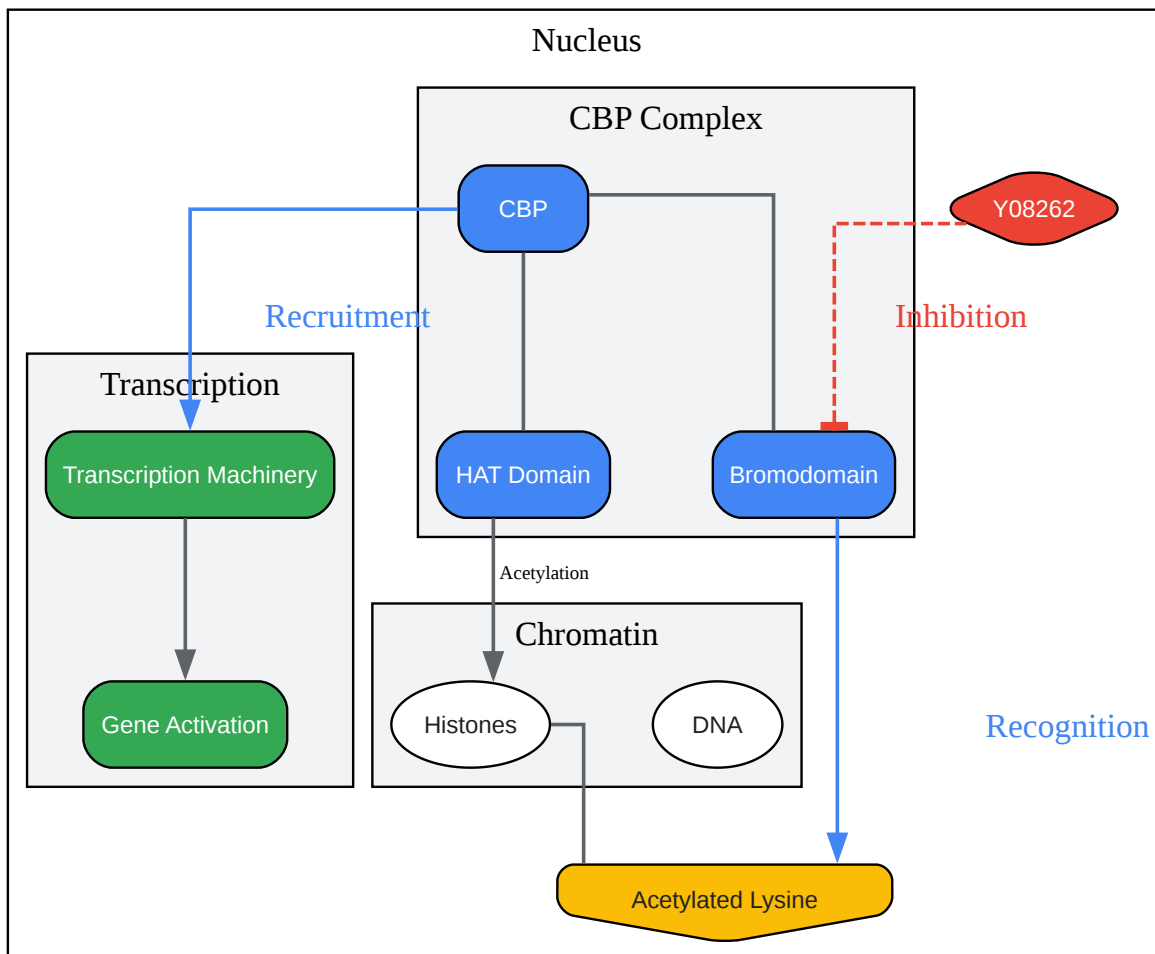 Nucleus
CBP Complex
CBP
Y08262
Recruitment
Inhibition
Transcription
Transcription Machinery
HAT Domain
Bromodomain
Acetylation
Chromatin
Gene Activation
Histones
DNA
Recognition
Acetylated Lysine